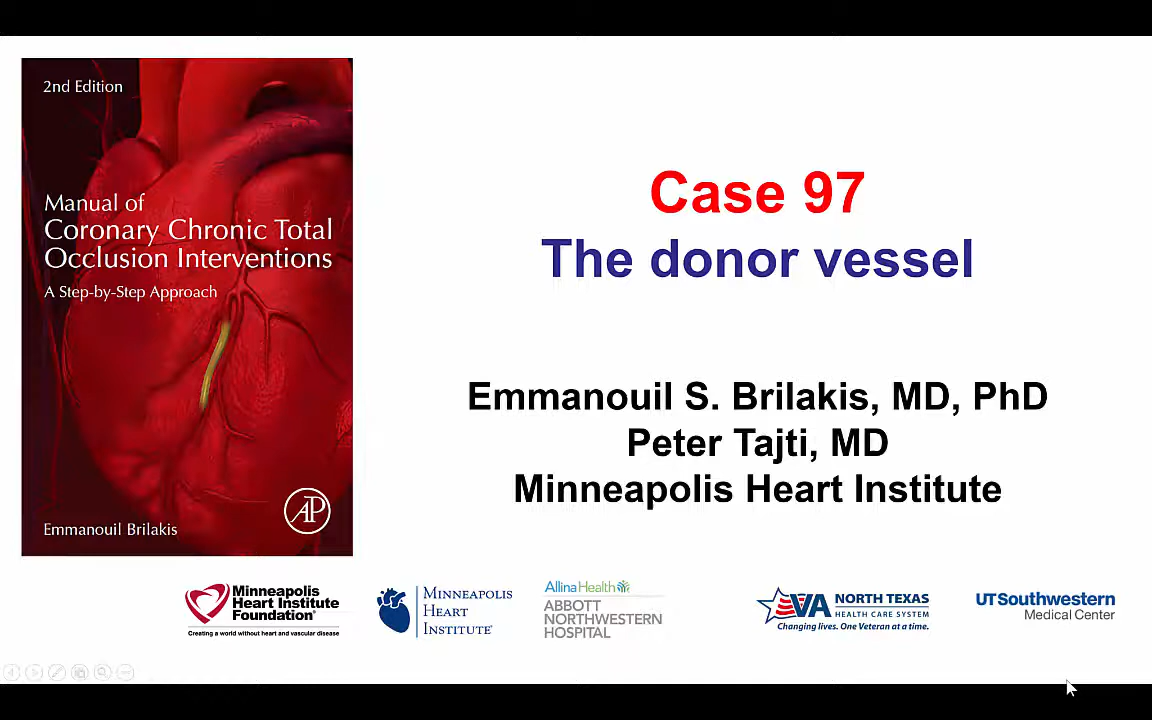 2nd Edition
Manual of
Coronary Chronic Total
Occlusion Interventions
A Step-by-Step Approach
AP
Emmanouil Brilakis
Case 97
The donor vessel
Emmanouil S. Brilakis, MD, PhD
Peter Tajti, MD
Minneapolis Heart Institute
Minneapolis
Heart Institute
Foundation®
Creating a world without heart and vascular disease
MINNEAPOLIS
HEART
INSTITUTE®
AllinaHealth
ABBOTT
NORTHWESTERN
HOSPITAL
VA
NORTH TEXAS
HEALTH CARE SYSTEM
Changing lives. One Veteran at a time.
UTSouthwestern
Medical Center